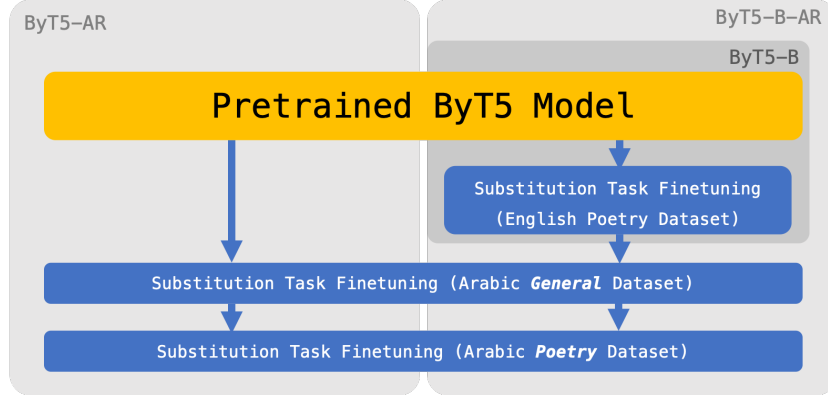 ByT5-AR
ByT5-B-AR
ByT5-B
Pretrained ByT5 Model
Substitution Task Finetuning
(English Poetry Dataset)
Substitution Task Finetuning (Arabic General Dataset)
Substitution Task Finetuning (Arabic Poetry Dataset)